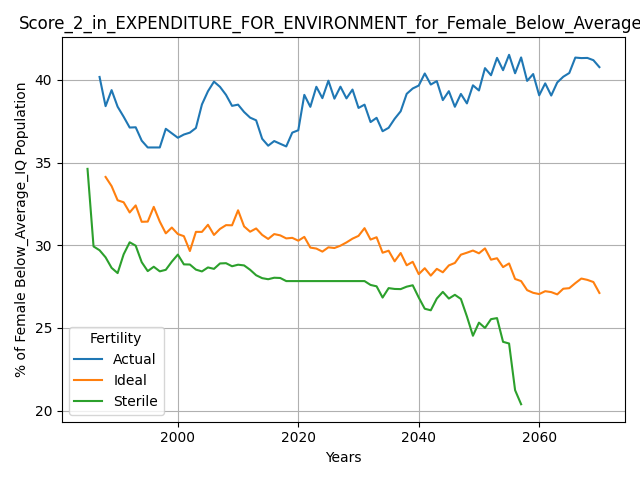 Score_2_in_EXPENDITURE_FOR_ENVIRONMENT_for_Female_Below_Average
% of Female Below_Average_IQ Population
40
35
30
25
20
Fertility
Actual
Ideal
Sterile
2000 2020 2040 2060
Years